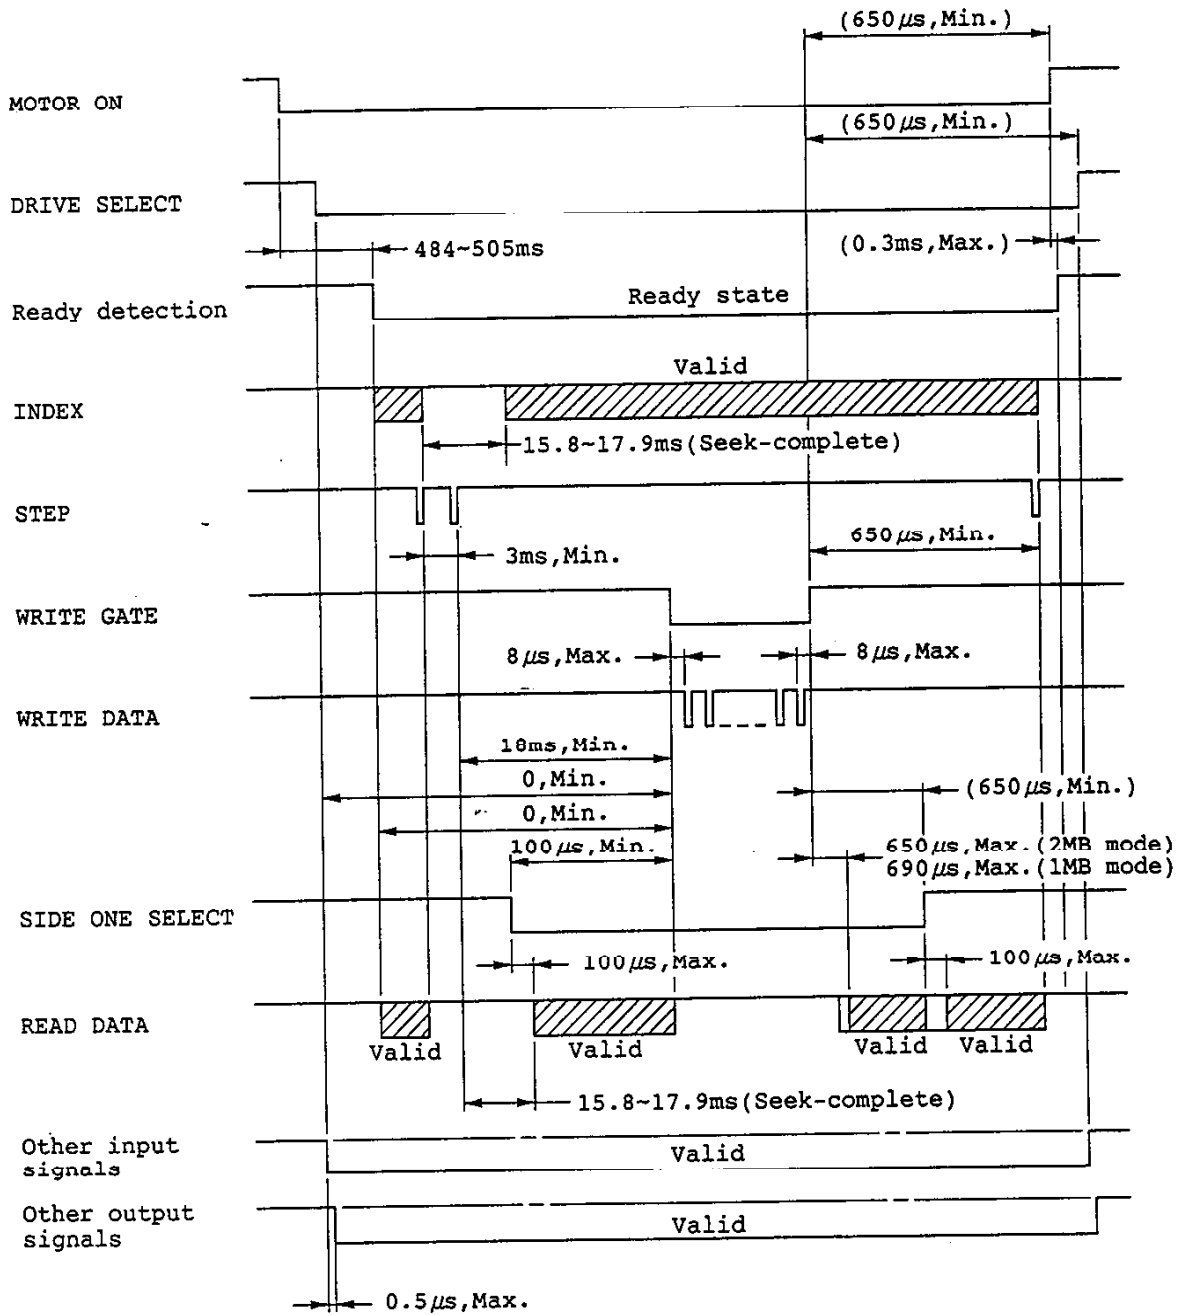 (650μs,Min.)
MOTOR ON
(650μs,Min.)
DRIVE SELECT
484~505ms
(0.3ms,Max.)
Ready detection
Ready state
Valid
INDEX
15.8~17.9ms(Seek-complete)
STEP
650μs,Min.
3ms,Min.
WRITE GATE
8μs,Max.
8μs,Max.
WRITE DATA
18ms,Min.
0,Min.
(650μs,Min.)
0,Min.
100μs,Min.
650μs,Max.(2MB mode)
690μs,Max.(1MB mode)
SIDE ONE SELECT
100μs,Max.
100μs,Max.
READ DATA
Valid
Valid
Valid
Valid
15.8~17.9ms(Seek-complete)
Other input
signals
Valid
Other output
signals
Valid
0.5μs,Max.